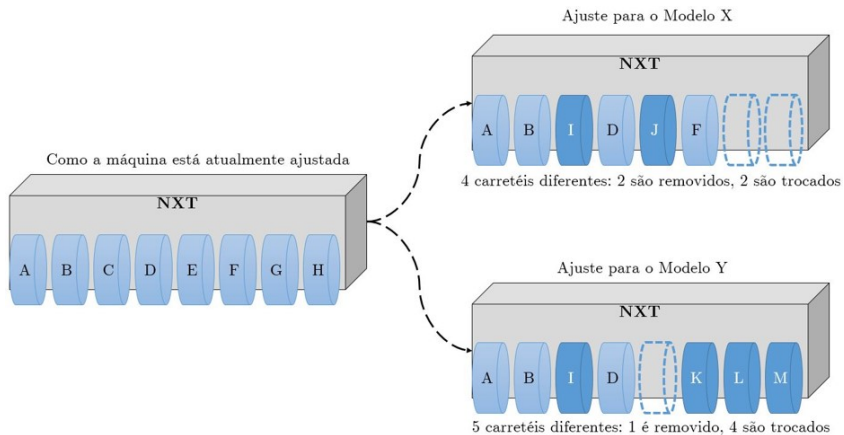 Ajuste para o Modelo X
NXT
A B I D J F
4 carretéis diferentes: 2 são removidos, 2 são trocados
Como a máquina está atualmente ajustada
NXT
A B C D E F G H
Ajuste para o Modelo Y
NXT
A B I D K L M
5 carretéis diferentes: 1 é removido, 4 são trocados